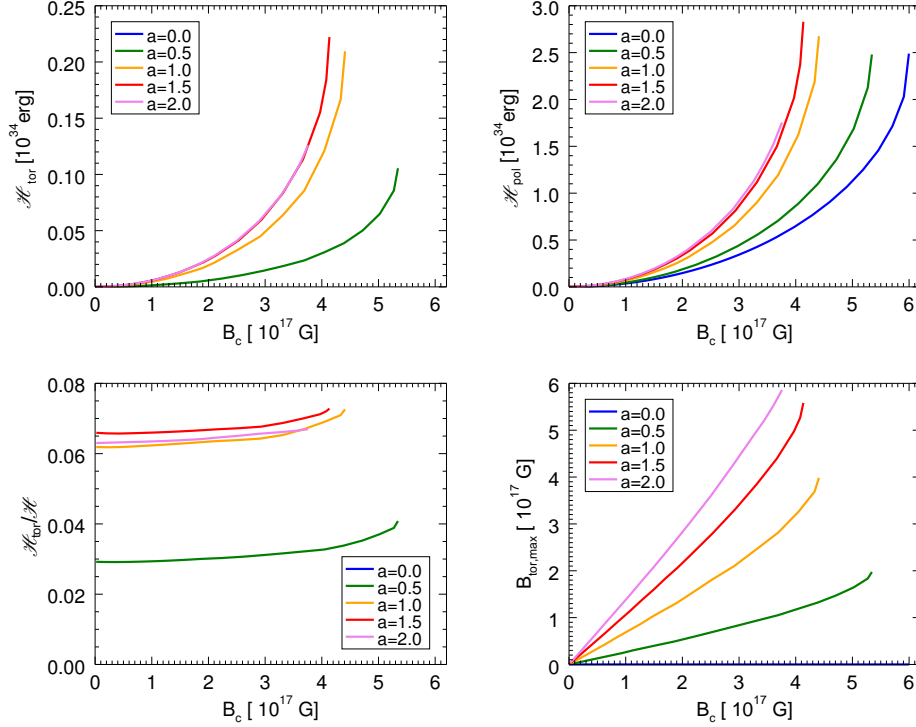 0.25
0.20
0.15
0.10
0.05
0.00
ℋ tor [10^34 erg]
a=0.0
a=0.5
a=1.0
a=1.5
a=2.0
0 1 2 3 4 5 6
B_c [ 10^17 G]
3.0
2.5
2.0
1.5
1.0
0.5
0.0
ℋ pol [10^34 erg]
a=0.0
a=0.5
a=1.0
a=1.5
a=2.0
0 1 2 3 4 5 6
B_c [ 10^17 G]
0.08
0.06
0.04
0.02
0.00
ℋ_tor/ℋ
a=0.0
a=0.5
a=1.0
a=1.5
a=2.0
0 1 2 3 4 5 6
B_c [ 10^17 G]
6
5
4
3
2
1
0
B_tor,max [ 10^17 G]
a=0.0
a=0.5
a=1.0
a=1.5
a=2.0
0 1 2 3 4 5 6
B_c [ 10^17 G]